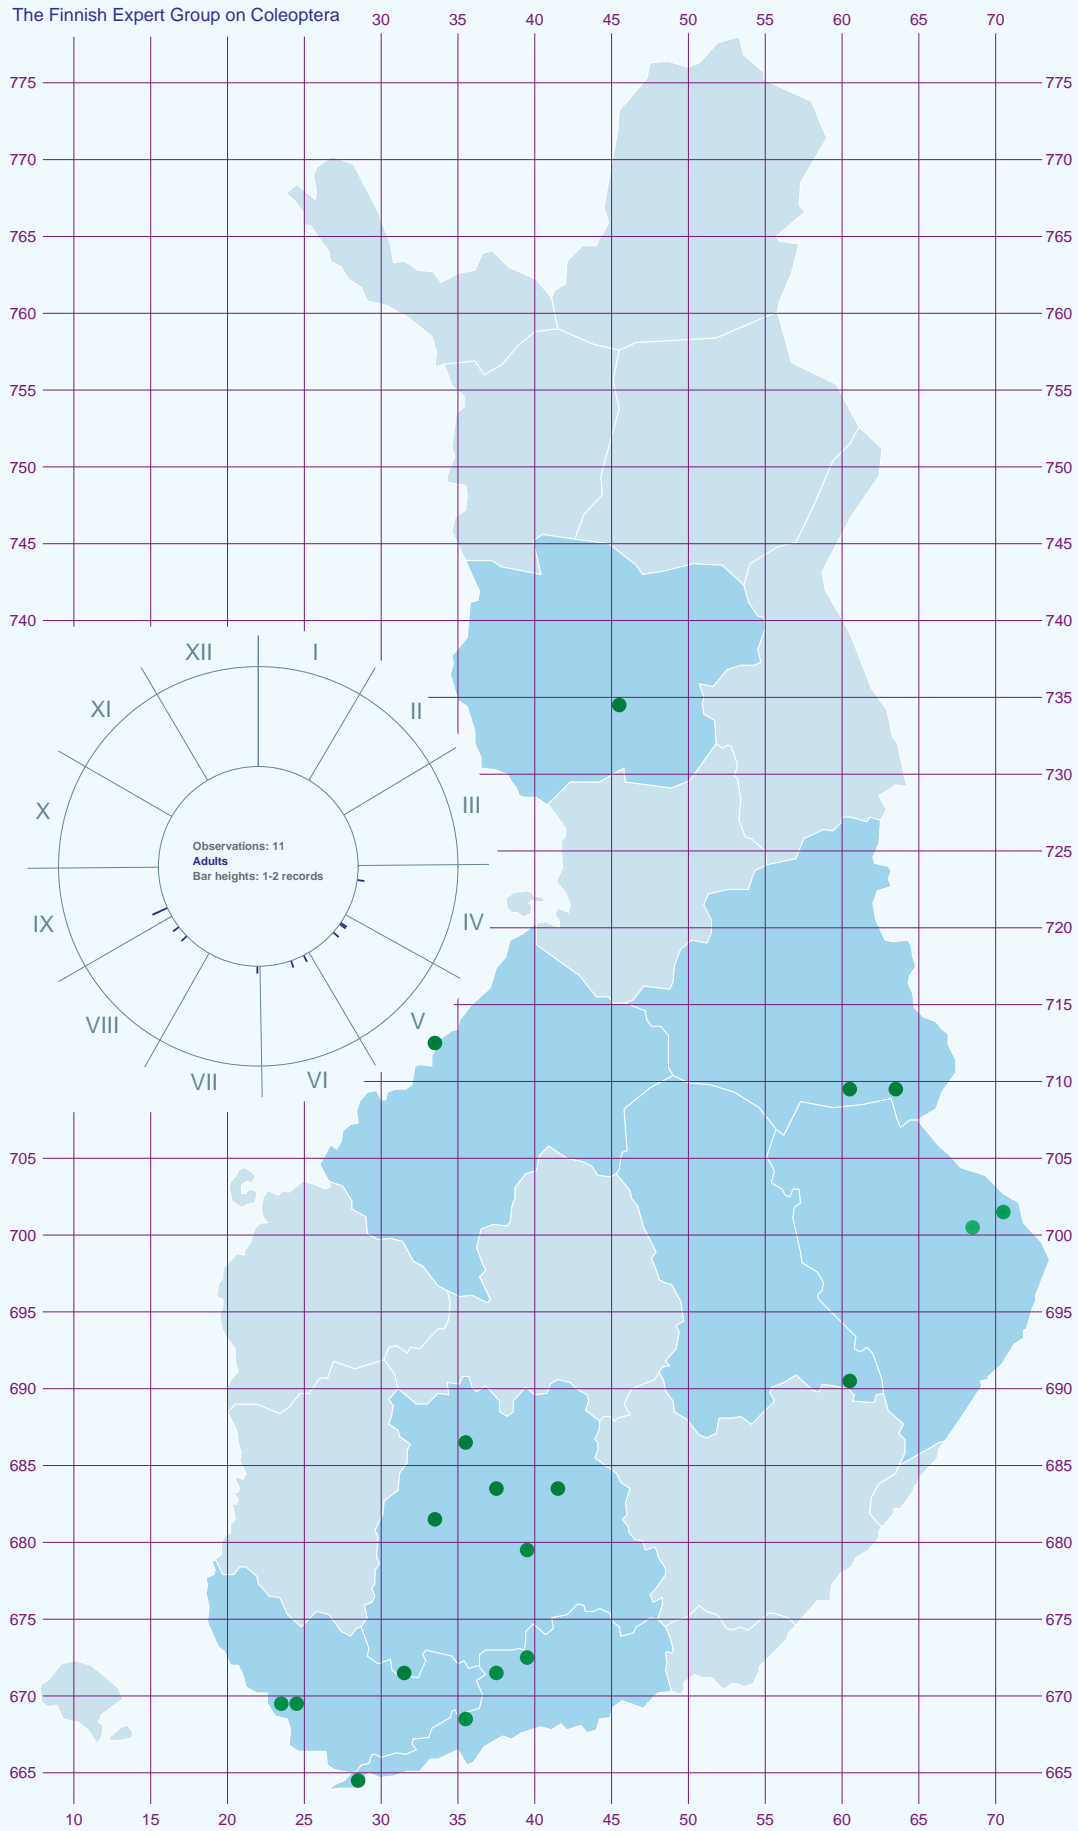 The Finnish Expert Group on Coleoptera
30 35 40 45 50 55 60 65 70
775 775
770 770
765 765
760 760
755 755
750 750
745 745
740 740
XII I
XI II
735
730
X III
Observations: 11
Adults
Bar heights: 1-2 records
725
IX IV
720
VIII V
715
VII VI
710
705 705
700 700
695 695
690 690
685 685
680 680
675 675
670 670
665 665
10 15 20 25 30 35 40 45 50 55 60 65 70